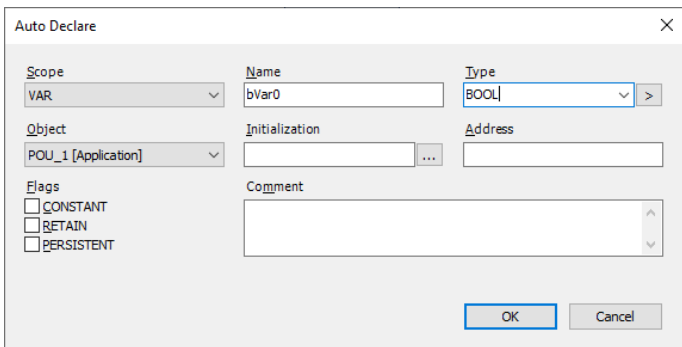 Auto Declare
Scope Name Type
VAR bVar0 BOOL >
Object Initialization Address
POU_1 [Application] ...
Flags Comment
CONSTANT
RETAIN
PERSISTENT
OK Cancel